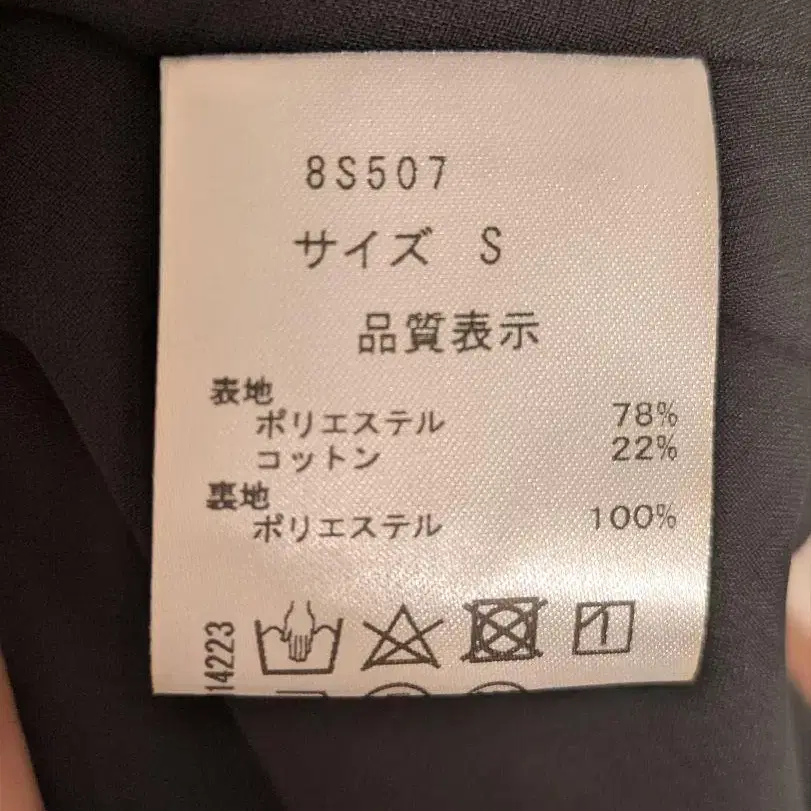 8S507
サイズ S
品質表示
表地
ポリエステル 78%
コットン 22%
裏地
ポリエステル 100%
14223